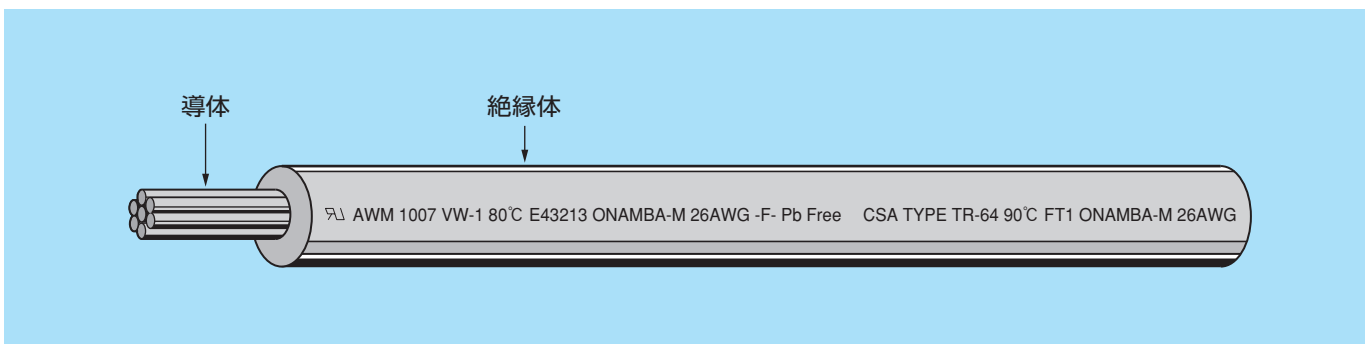 導体
絶縁体
AWM 1007 VW-1 80℃ E43213 ONAMBA-M 26AWG -F- Pb Free CSA TYPE TR-64 90℃ FT1 ONAMBA-M 26AWG